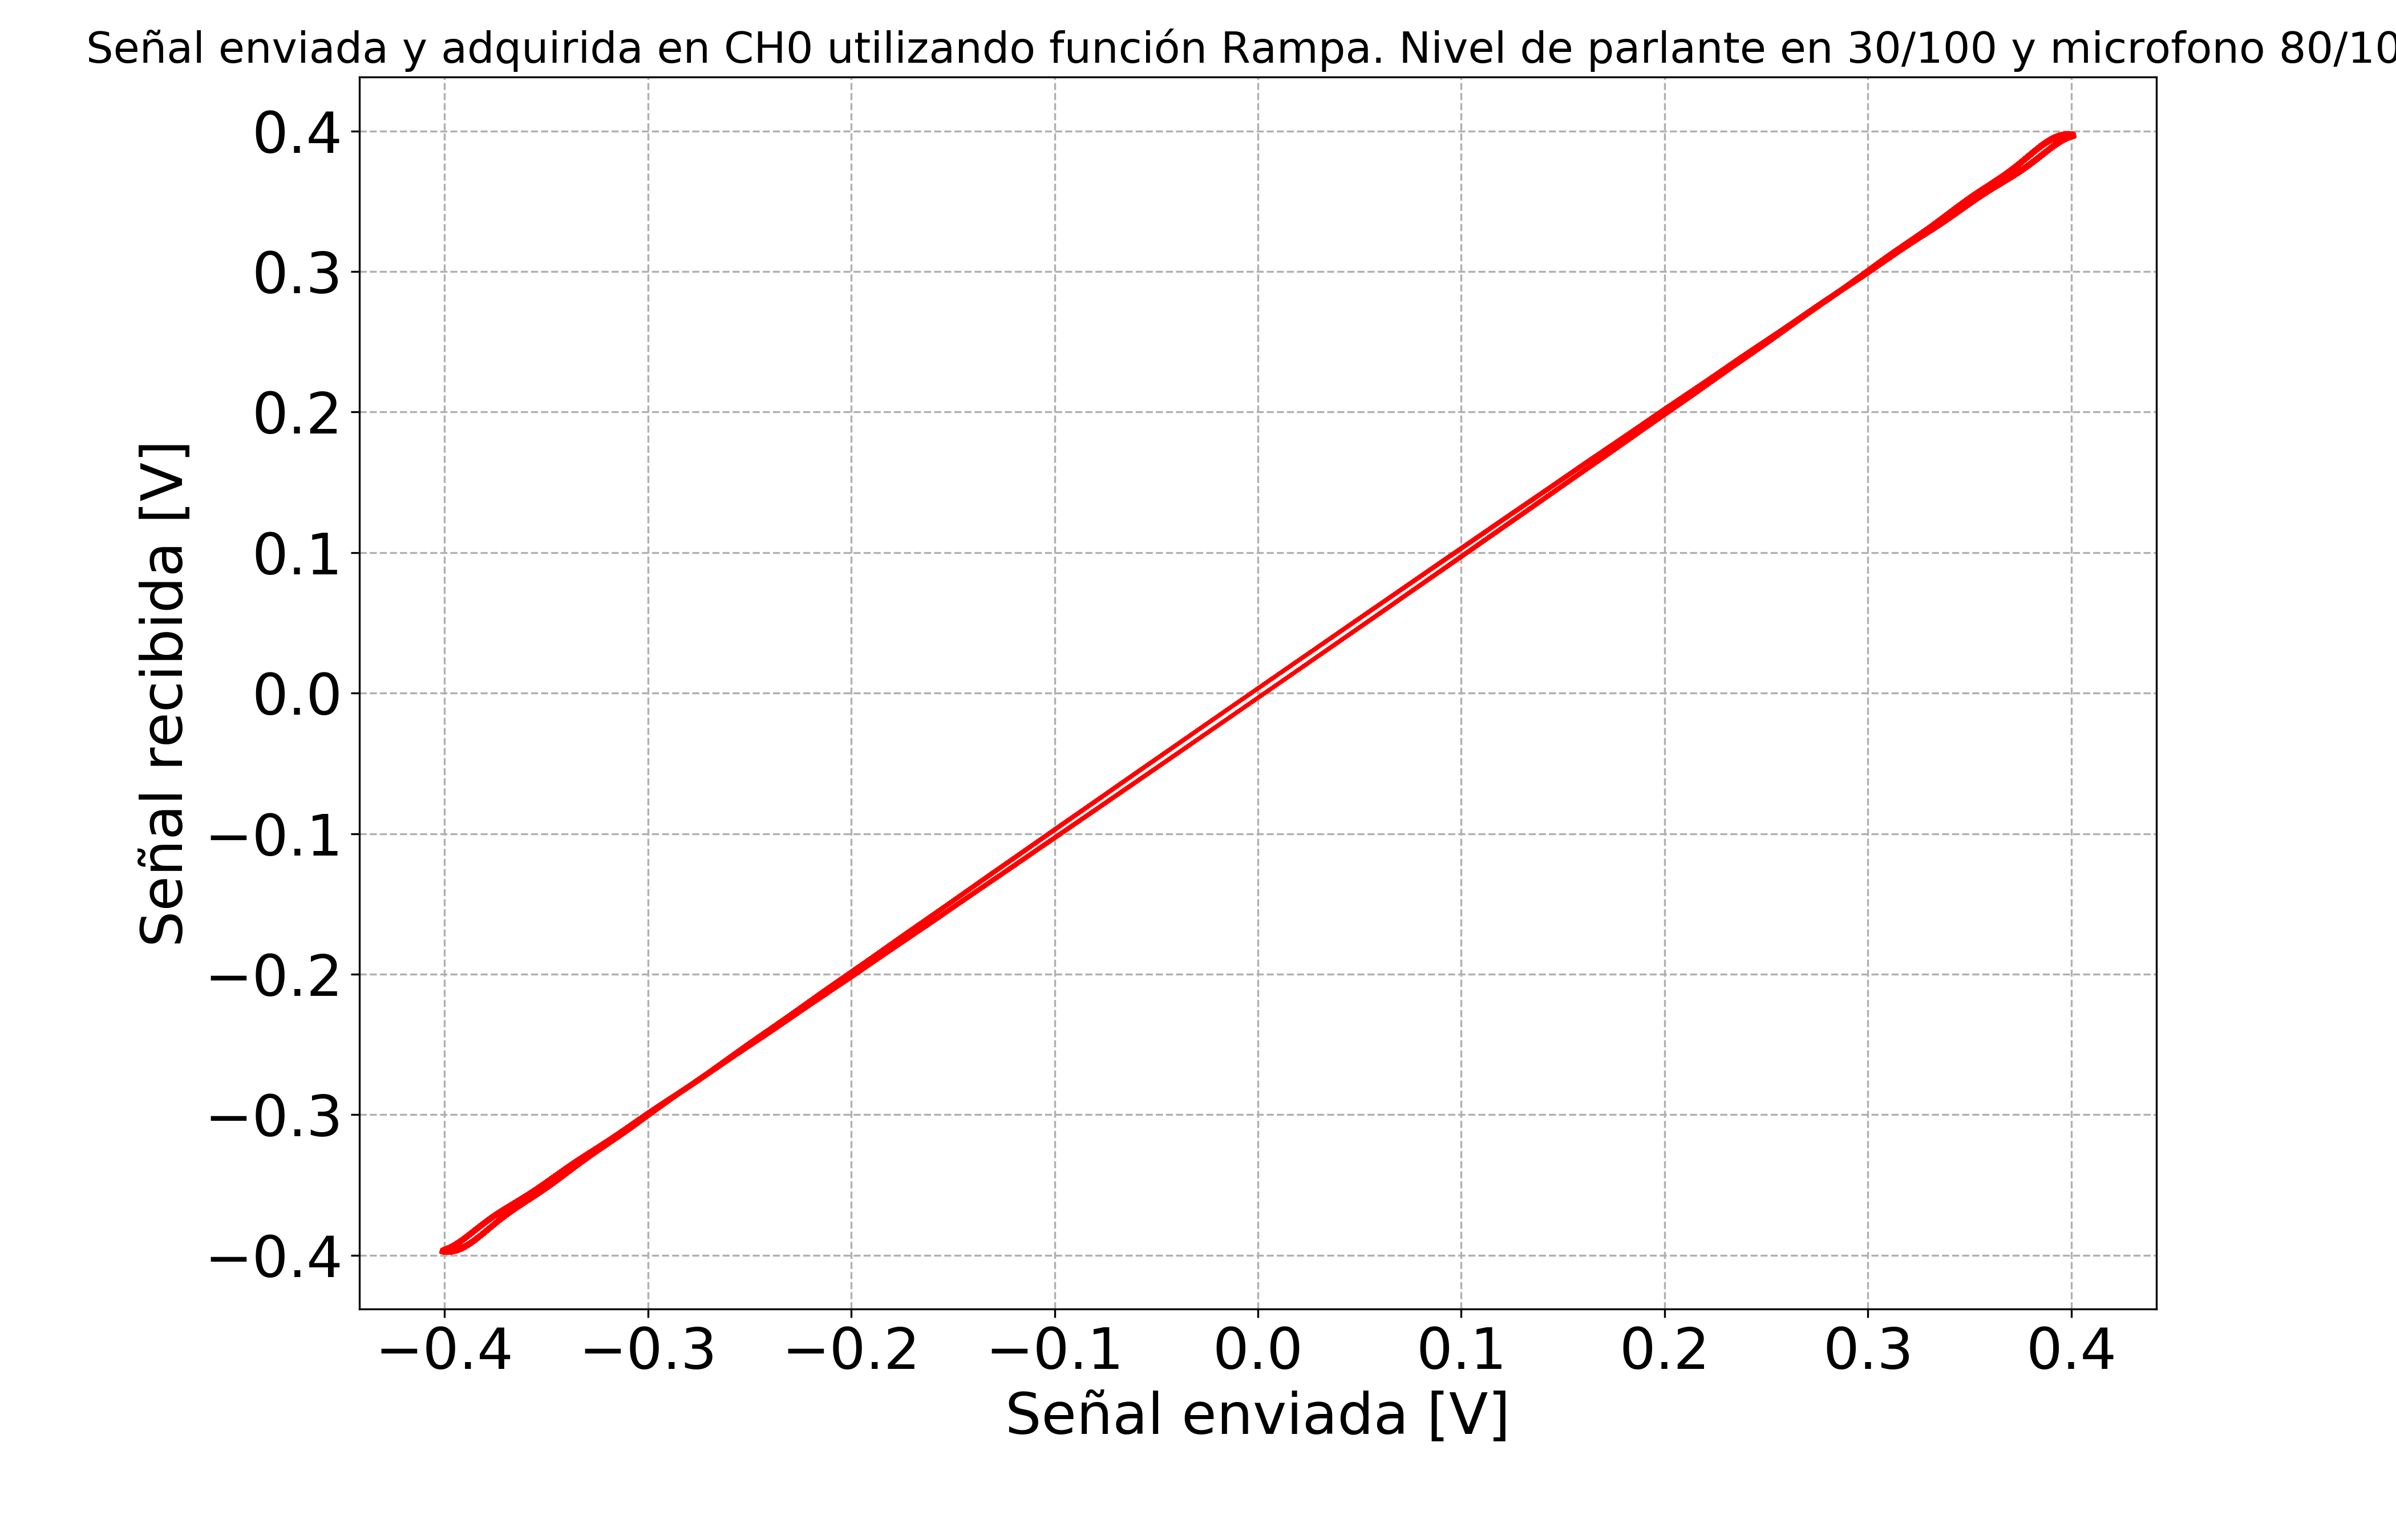 Señal enviada y adquirida en CH0 utilizando función Rampa. Nivel de parlante en 30/100 y microfono 80/10
0.4
0.3
0.2
0.1
0.0
−0.1
−0.2
−0.3
−0.4
Señal recibida [V]
−0.4 −0.3 −0.2 −0.1 0.0 0.1 0.2 0.3 0.4
Señal enviada [V]